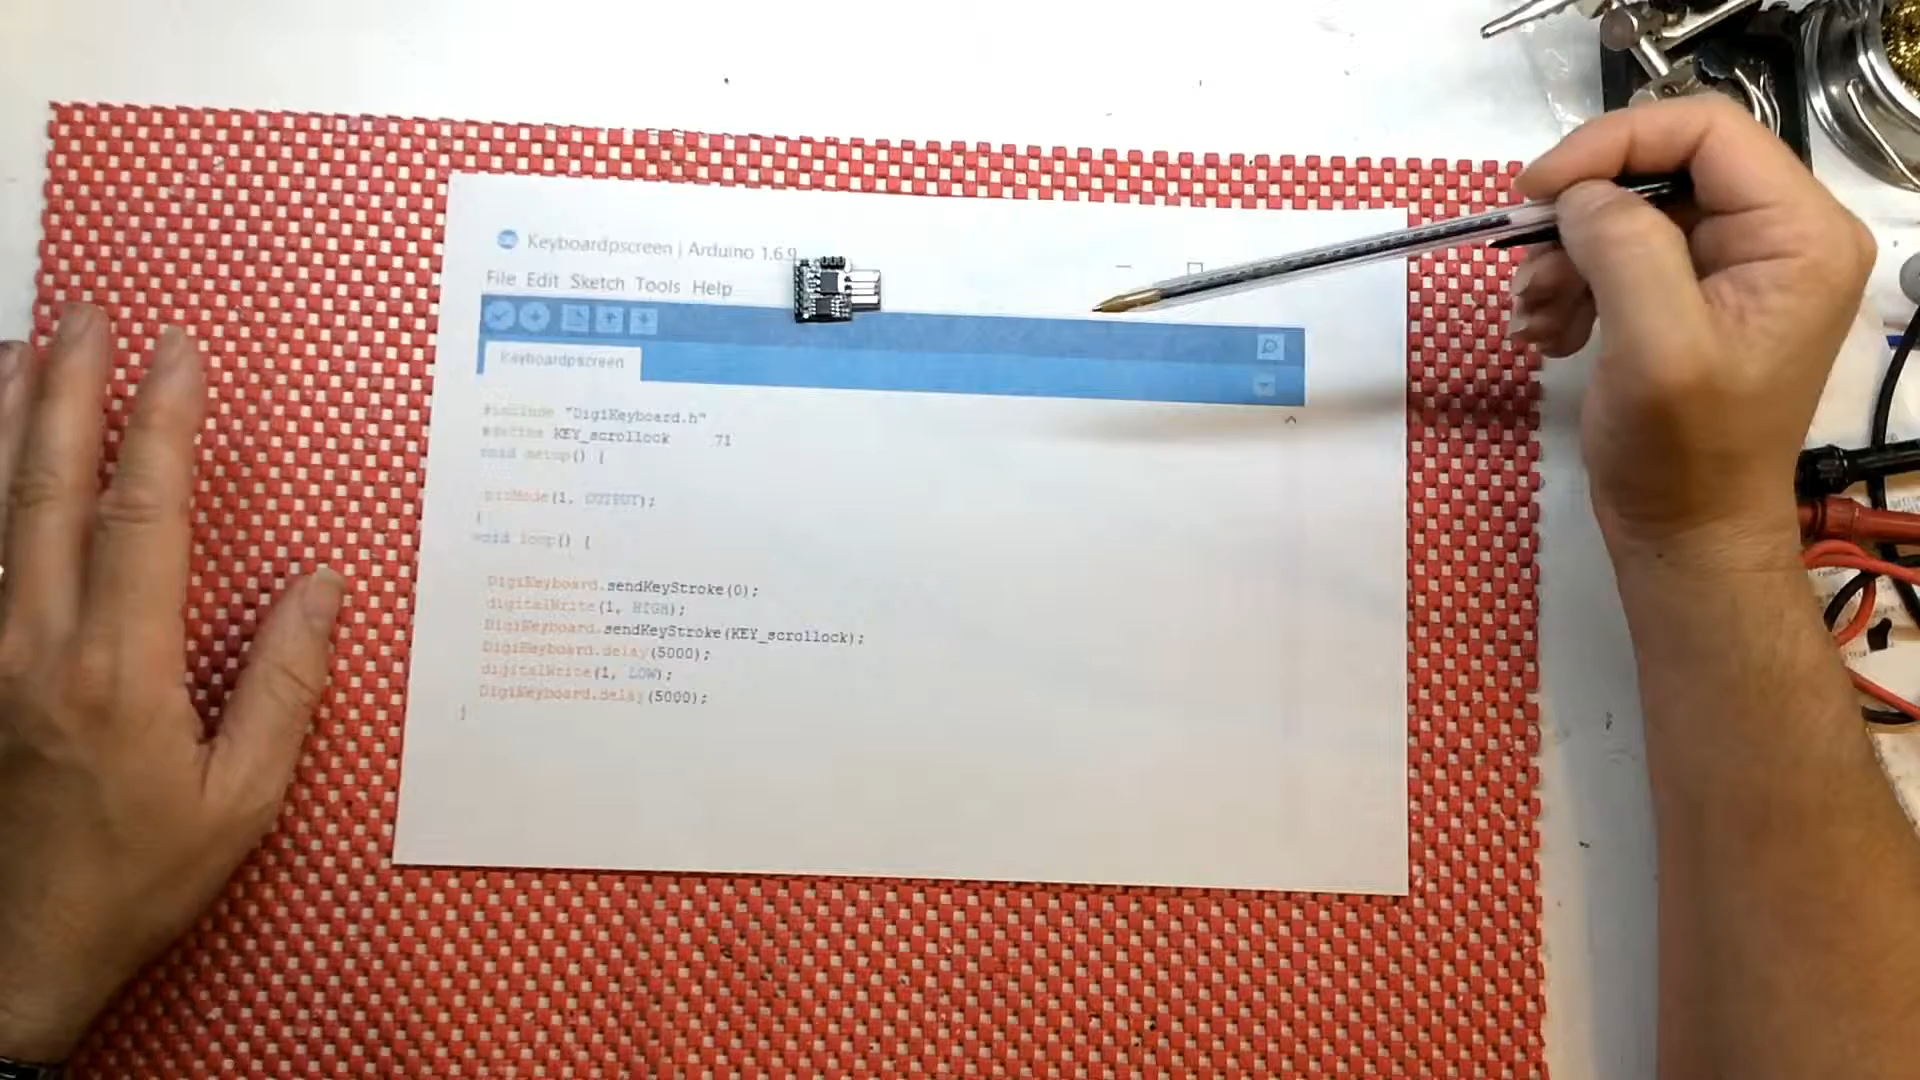 Keyboardpscreen | Arduino 1.6.9
File Edit Sketch Tools Help
Keyboardpscreen
#include "DigiKeyboard.h"
#define KEY_scrollock 71
void setup() {
pinMode(1, OUTPUT);
}
void loop() {
DigiKeyboard.sendKeyStroke(0);
digitalWrite(1, HIGH);
DigiKeyboard.sendKeyStroke(KEY_scrollock);
DigiKeyboard.delay(5000);
digitalWrite(1, LOW);
DigiKeyboard.delay(5000);
}